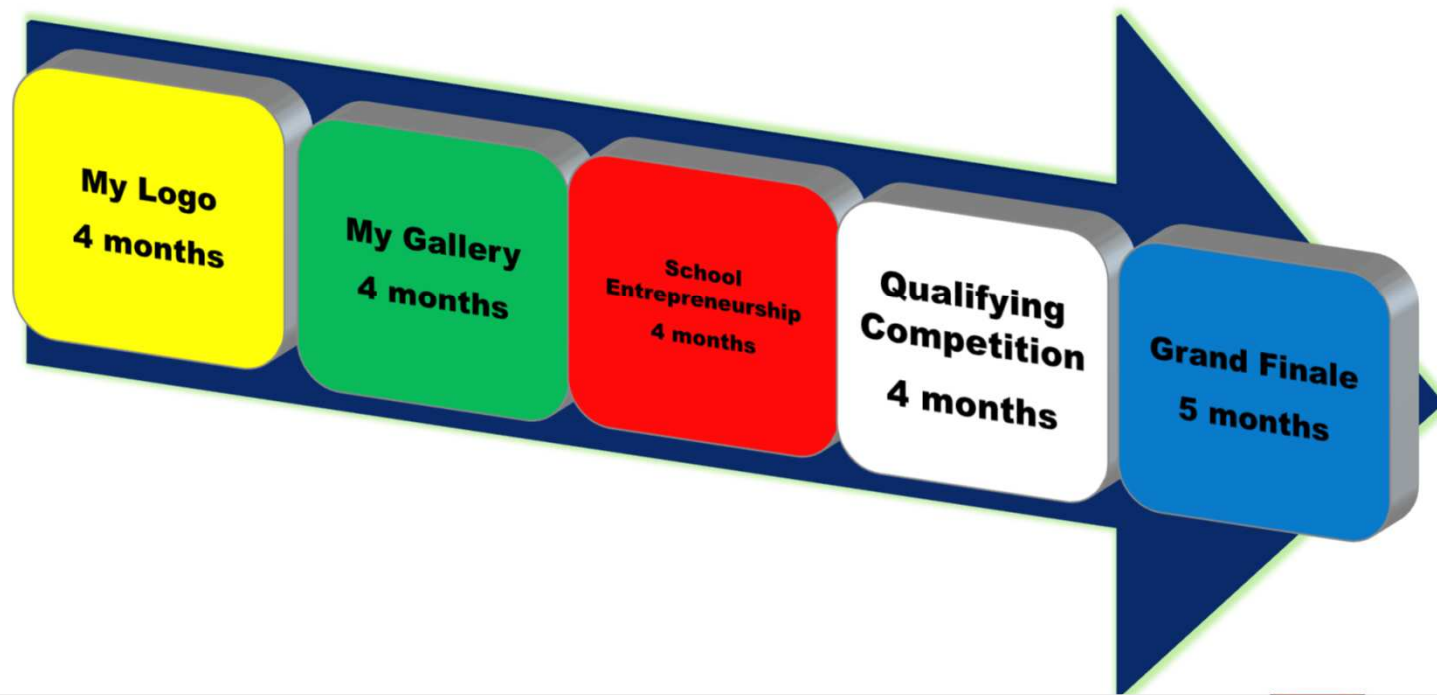 My Logo
4 months
My Gallery
4 months
School
Entrepreneurship
4 months
Qualifying
Competition
4 months
Grand Finale
5 months